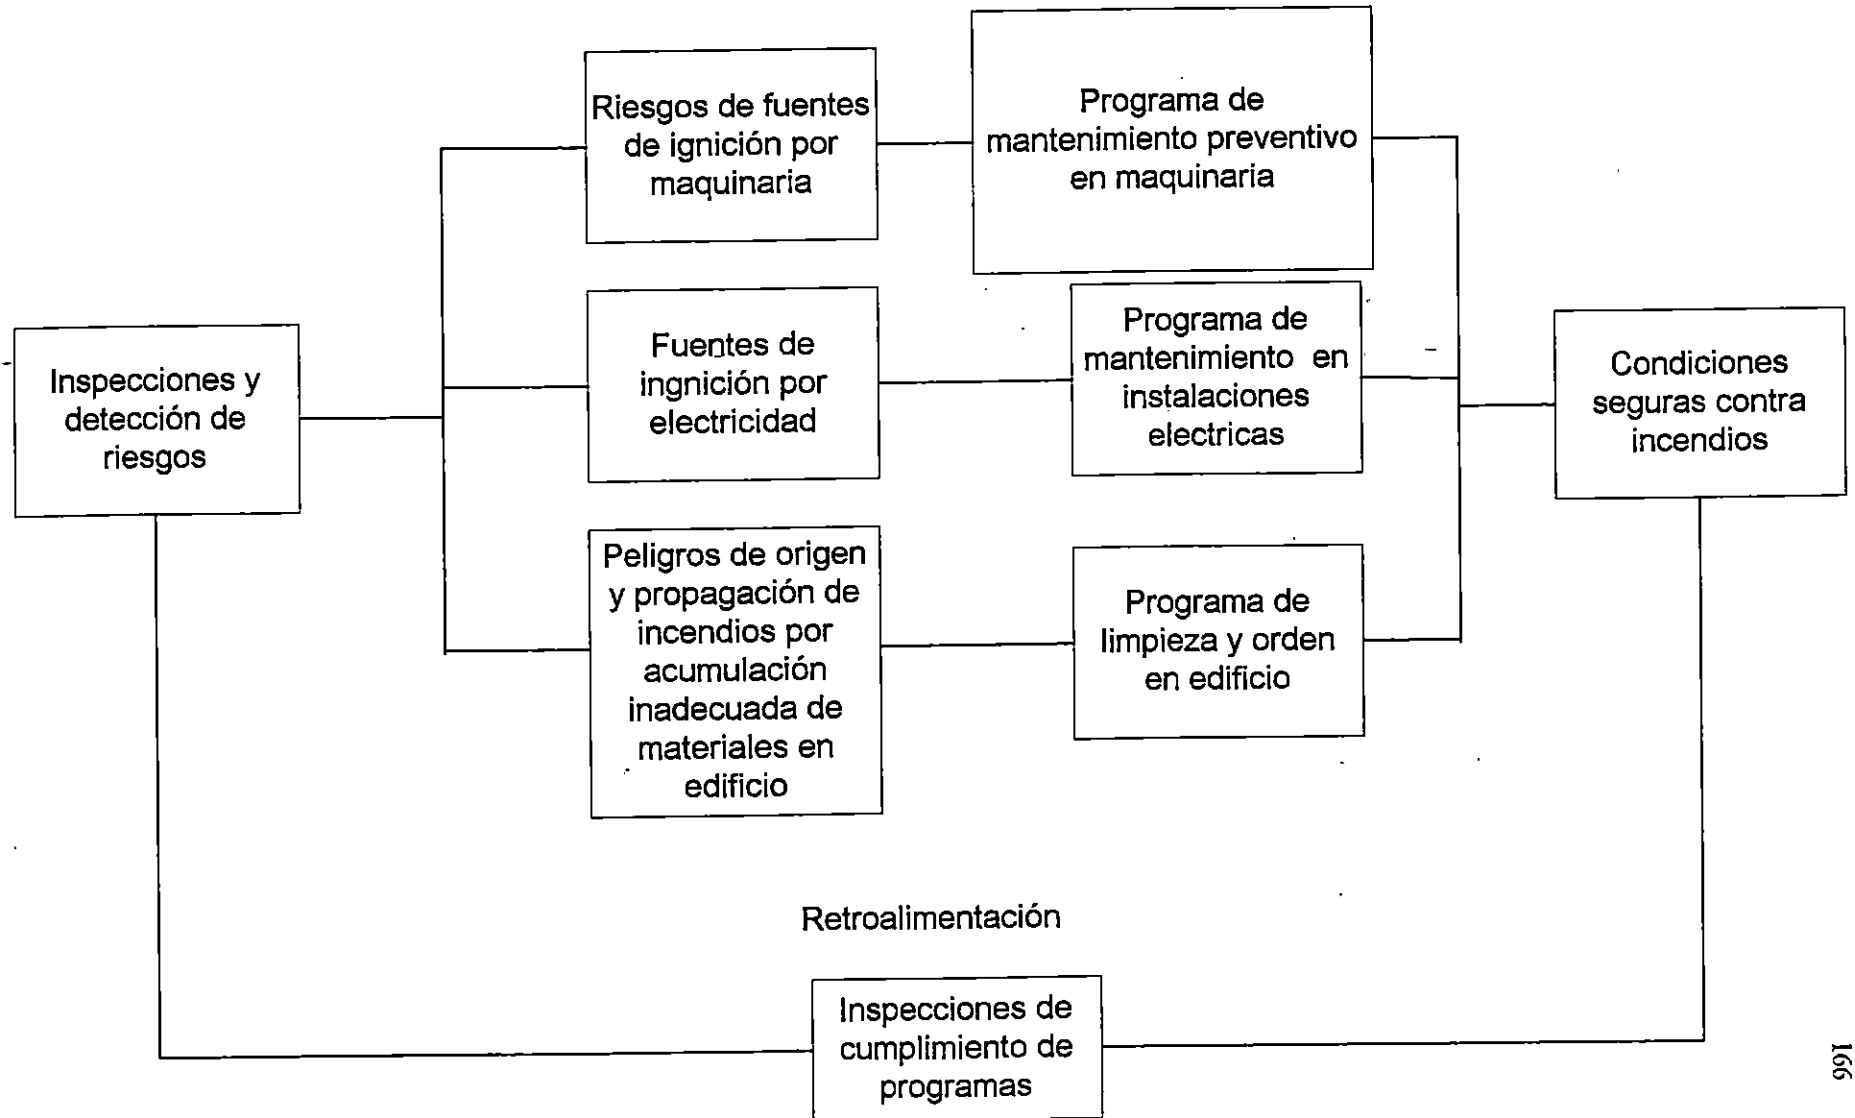 Riesgos de fuentes
de ignición por
maquinaria
Programa de
mantenimiento preventivo
en maquinaria
Inspecciones y
detección de
riesgos
Fuentes de
ingnición por
electricidad
Programa de
mantenimiento en
instalaciones
electricas
Condiciones
seguras contra
incendios
Peligros de origen
y propagación de
incendios por
acumulación
inadecuada de
materiales en
edificio
Programa de
limpieza y orden
en edificio
Retroalimentación
Inspecciones de
cumplimiento de
programas
166